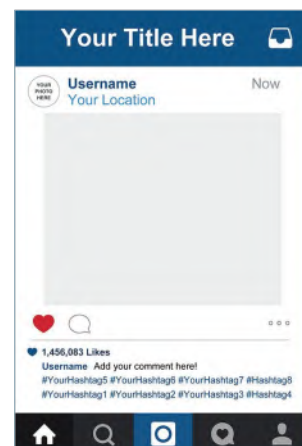 Your Title Here
YOUR
PHOTO
HERE
Username
Now
Your Location
1,456,083 Likes
Username Add your comment here!
#YourHashtag5 #YourHashtag6 #YourHashtag7 #Hashtag8
#YourHashtag1 #YourHashtag2 #YourHashtag3 #Hashtag4